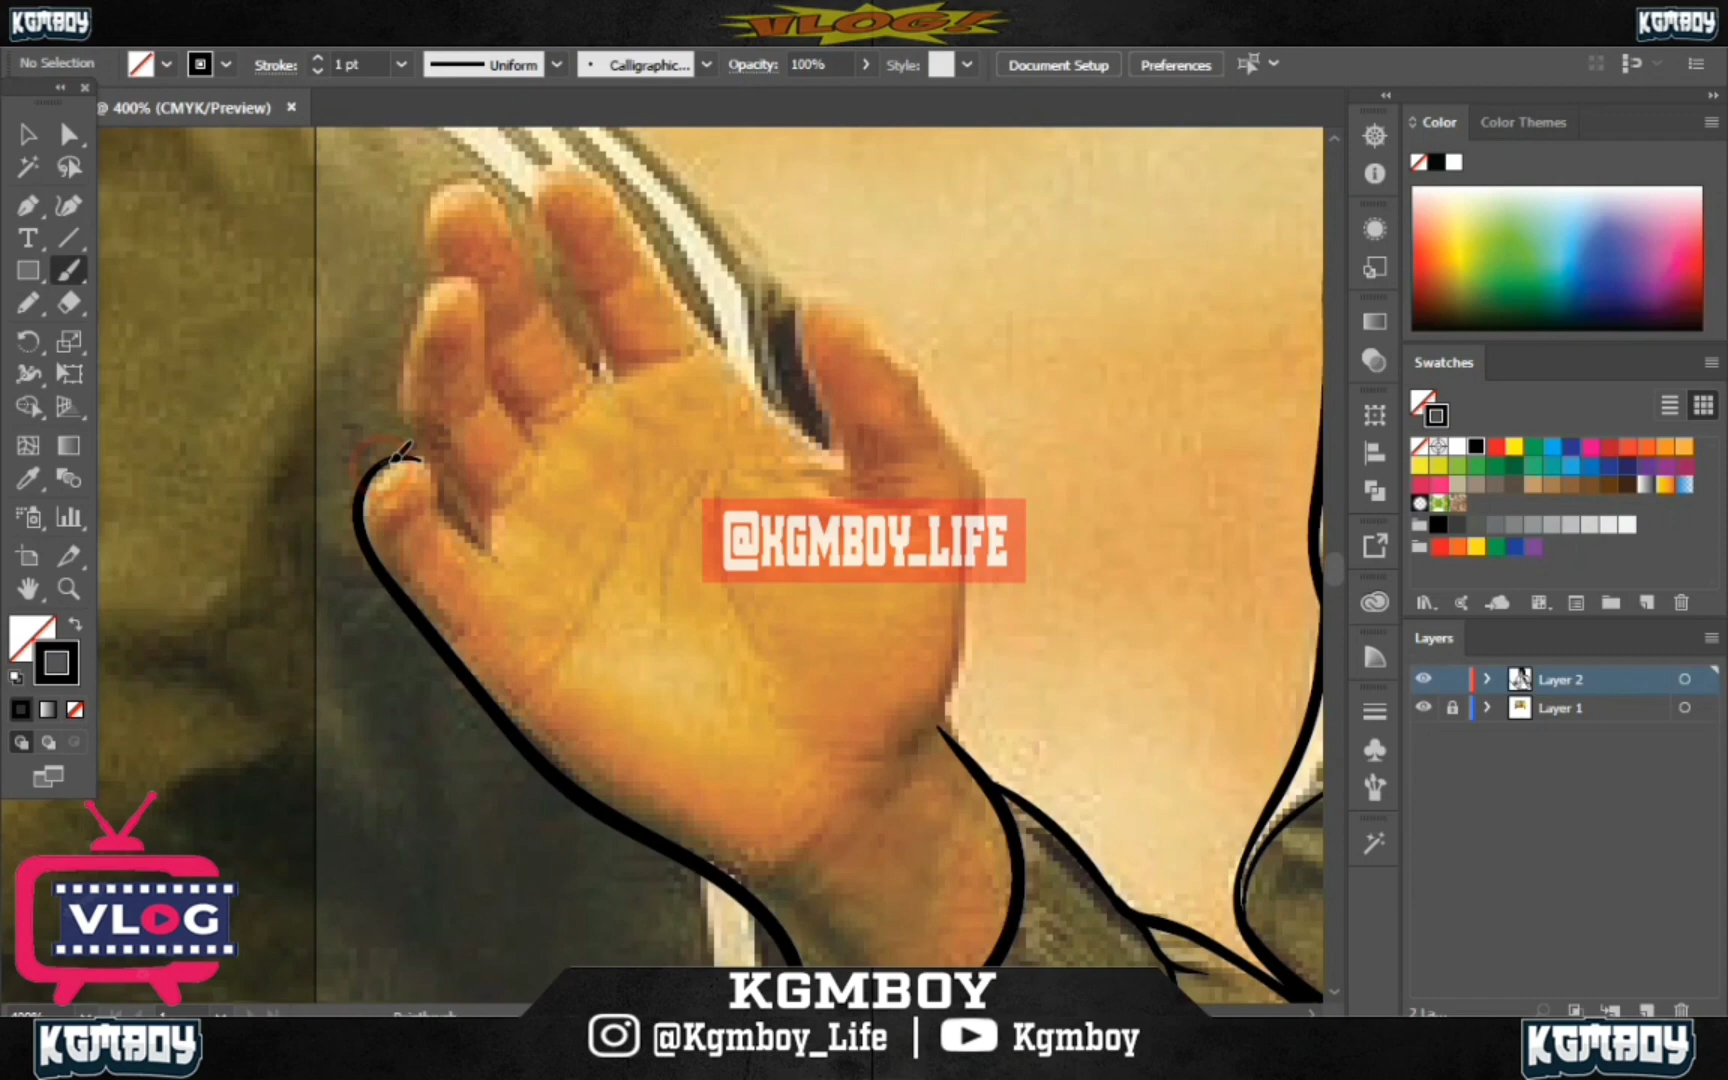 KGMBOY
VLOG!
KGMBOY
No Selection
Stroke:
1 pt
Uniform
Calligraphic...
Opacity:
100%
Style:
Document Setup
Preferences
@ 400% (CMYK/Preview)
×
Color
Color Themes
Swatches
@KGMBOY_LIFE
Layers
Layer 2
Layer 1
VLOG
KGMBOY
@Kgmboy_Life | Kgmboy
KGMBOY
KGMBOY